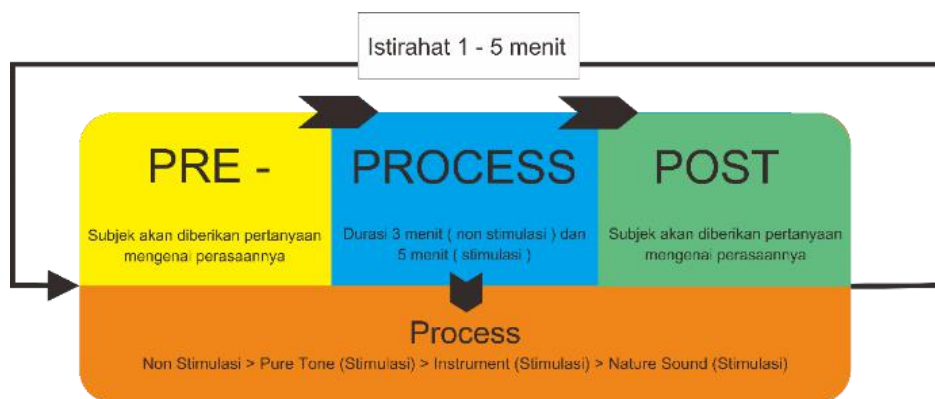 Istirahat 1 - 5 menit
PRE -
Subjek akan diberikan pertanyaan
mengenai perasaannya
PROCESS
Durasi 3 menit ( non stimulasi ) dan
5 menit ( stimulasi )
POST
Subjek akan diberikan pertanyaan
mengenai perasaannya
Process
Non Stimulasi > Pure Tone (Stimulasi) > Instrument (Stimulasi) > Nature Sound (Stimulasi)